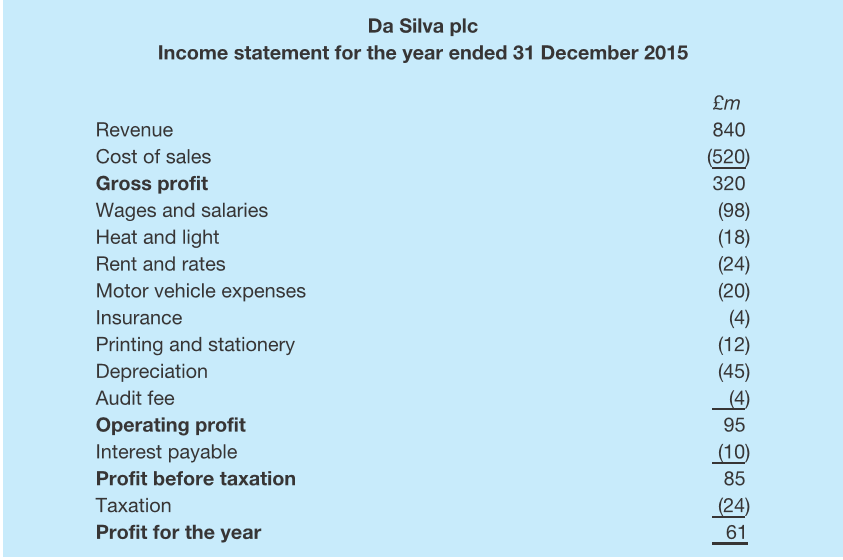 Da Silva plc
Income statement for the year ended 31 December 2015
£m
Revenue 840
Cost of sales (520)
Gross profit 320
Wages and salaries (98)
Heat and light (18)
Rent and rates (24)
Motor vehicle expenses (20)
Insurance (4)
Printing and stationery (12)
Depreciation (45)
Audit fee (4)
Operating profit 95
Interest payable (10)
Profit before taxation 85
Taxation (24)
Profit for the year 61